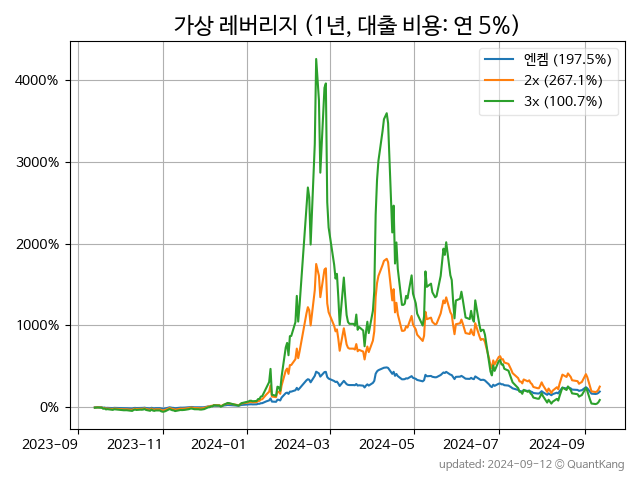 가상 레버리지 (1년, 대출 비용: 연 5%)
엔켐 (197.5%)
2x (267.1%)
3x (100.7%)
4000%
3000%
2000%
1000%
0%
2023-09 2023-11 2024-01 2024-03 2024-05 2024-07 2024-09
updated: 2024-09-12 © QuantKang